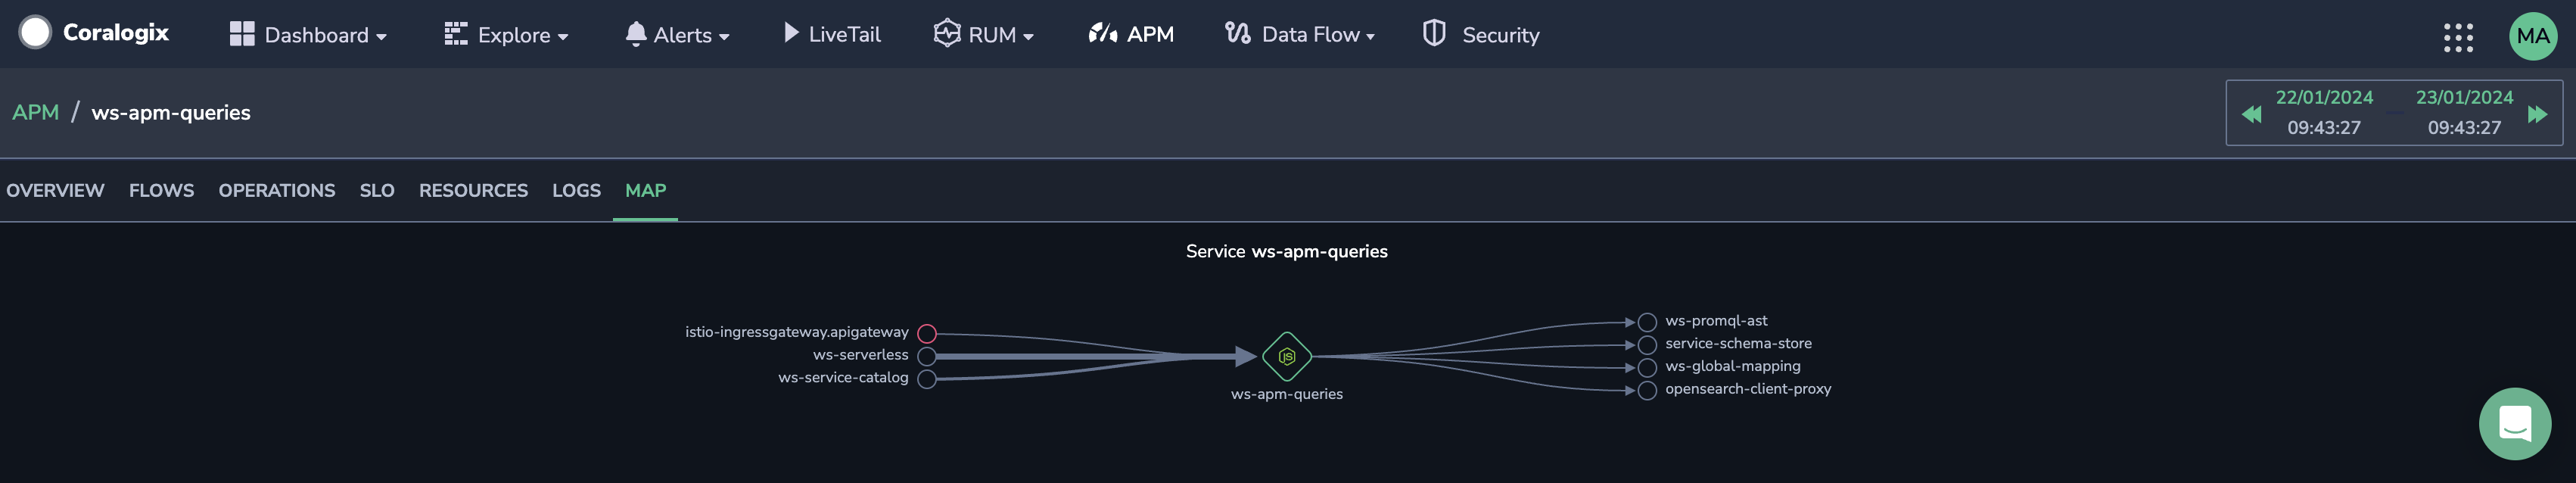 Coralogix Dashboard Explore Alerts LiveTail RUM APM Data Flow Security MA
APM / ws-apm-queries
22/01/2024 23/01/2024
09:43:27 09:43:27
OVERVIEW FLOWS OPERATIONS SLO RESOURCES LOGS MAP
Service ws-apm-queries
istio-ingressgateway.apigateway
ws-serverless
ws-service-catalog
JS
ws-apm-queries
ws-promql-ast
service-schema-store
ws-global-mapping
opensearch-client-proxy